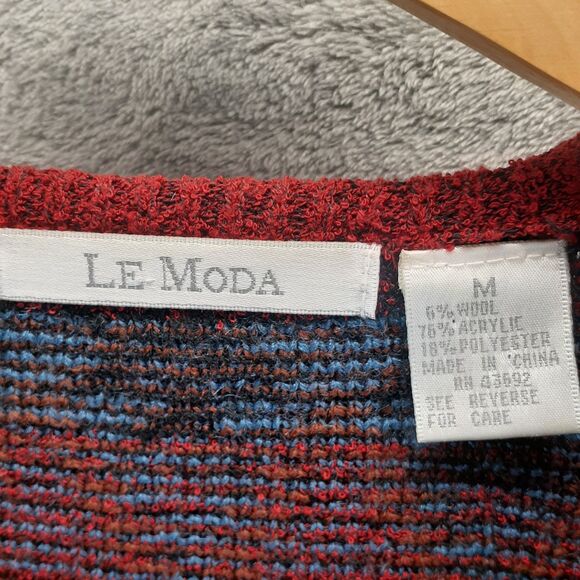 LE MODA
M
6% WOOL
76% ACRYLIC
18% POLYESTER
MADE IN CHINA
RN 43692
SEE REVERSE
FOR CARE